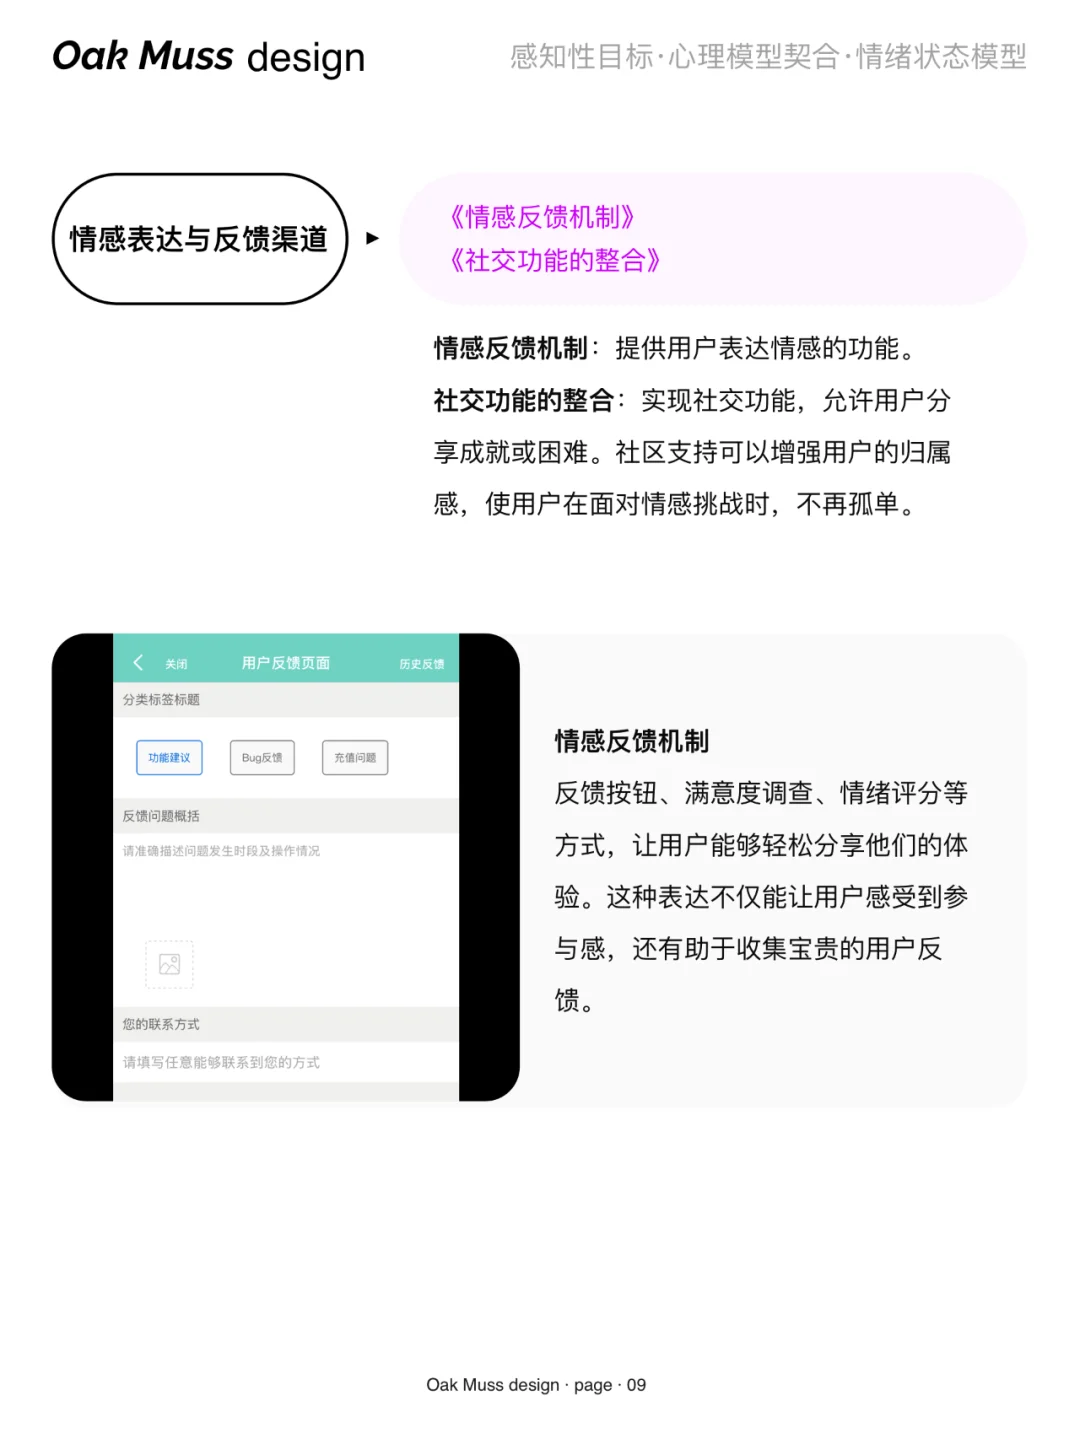 Oak Muss design
感知性目标·心理模型契合·情绪状态模型
情感表达与反馈渠道
《情感反馈机制》
《社交功能的整合》
情感反馈机制：提供用户表达情感的功能。
社交功能的整合：实现社交功能，允许用户分
享成就或困难。社区支持可以增强用户的归属
感，使用户在面对情感挑战时，不再孤单。
关闭
用户反馈页面
历史反馈
分类标签标题
功能建议
Bug反馈
充值问题
反馈问题概括
请准确描述问题发生时段及操作情况
您的联系方式
请填写任意能够联系到您的方式
情感反馈机制
反馈按钮、满意度调查、情绪评分等
方式，让用户能够轻松分享他们的体
验。这种表达不仅能让用户感受到参
与感，还有助于收集宝贵的用户反
馈。
Oak Muss design · page · 09